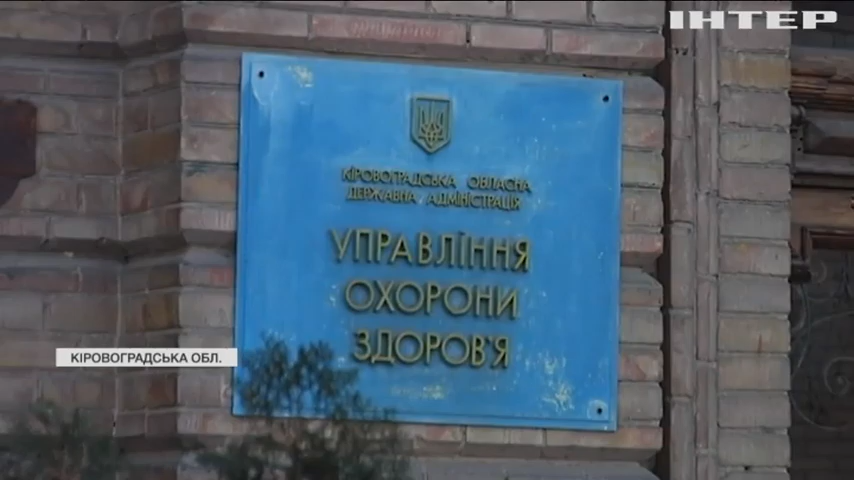 ІНТЕР
КІРОВОГРАДСЬКА ОБЛАСНА
ДЕРЖАВНА АДМІНІСТРАЦІЯ
УПРАВЛІННЯ
ОХОРОНИ
ЗДОРОВ'Я
КІРОВОГРАДСЬКА ОБЛ.